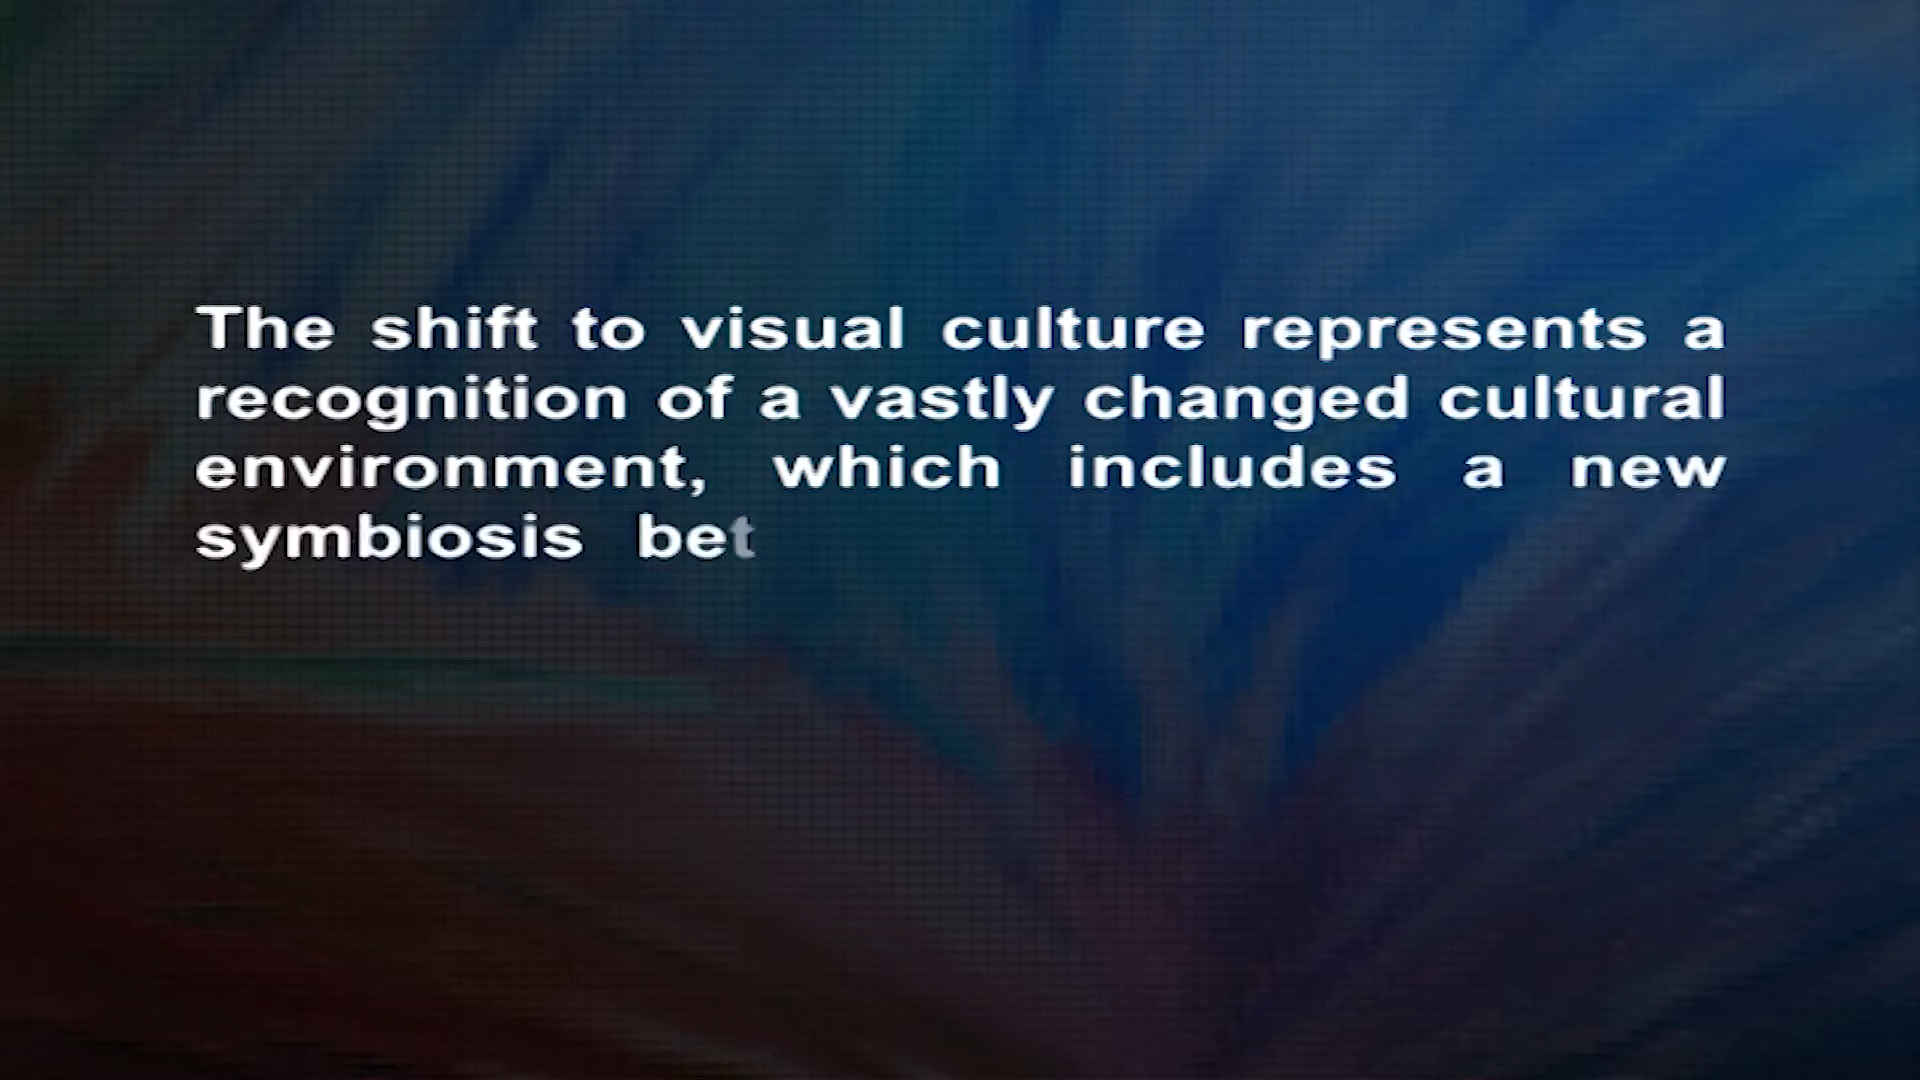 The shift to visual culture represents a
recognition of a vastly changed cultural
environment, which includes a new
symbiosis bet